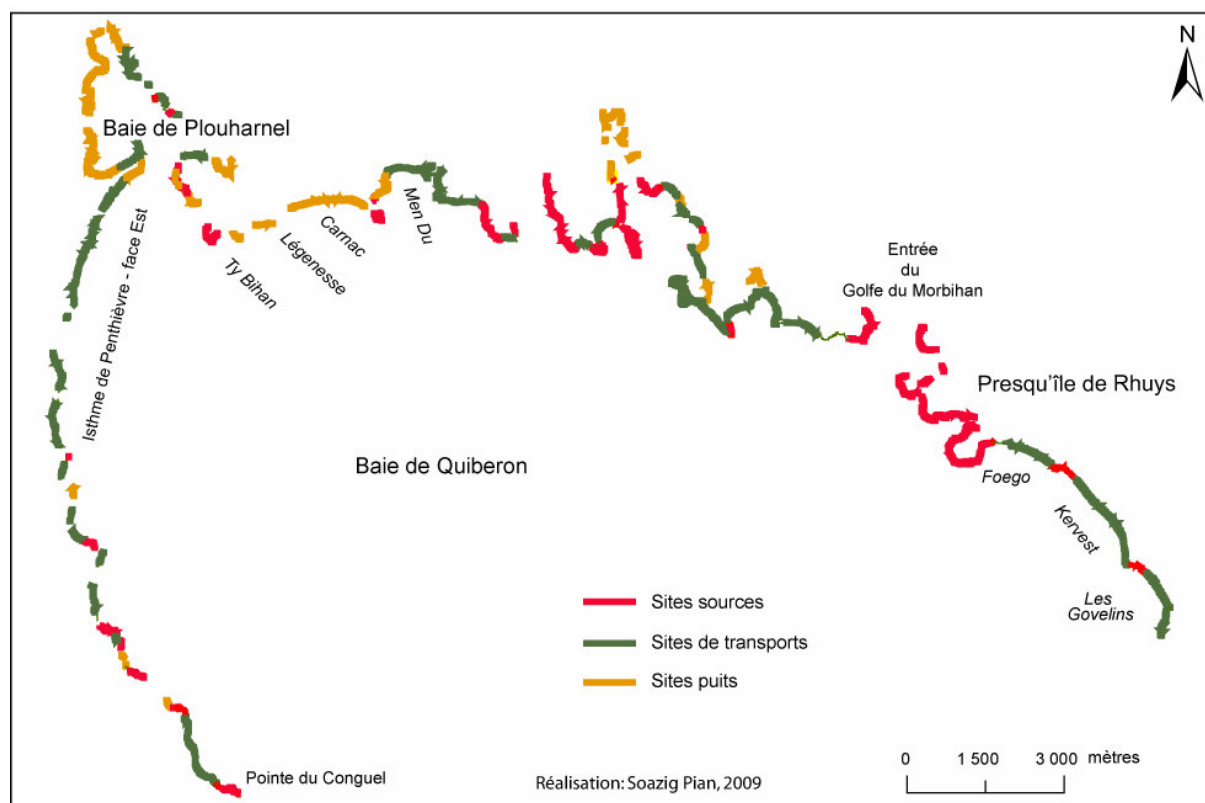 N
Baie de Plouharnel
Isthme de Penthièvre - face Est
Ty Bihan
Légenesse
Carnac
Men Du
Entrée
du
Golfe du Morbihan
Presqu'île de Rhuys
Baie de Quiberon
Foego
Kervest
Les
Govelins
Sites sources
Sites de transports
Sites puits
Pointe du Conguel
Réalisation: Soazig Pian, 2009
0 1 500 3 000 mètres